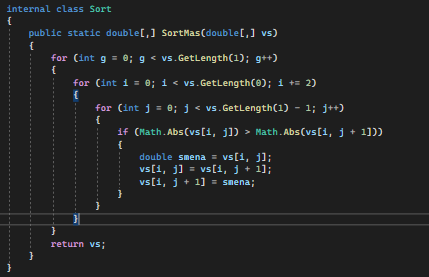 internal class Sort
{
    public static double[,] SortMas(double[,] vs)
    {
        for (int g = 0; g < vs.GetLength(1); g++)
        {
            for (int i = 0; i < vs.GetLength(0); i += 2)
            {
                for (int j = 0; j < vs.GetLength(1) - 1; j++)
                {
                    if (Math.Abs(vs[i, j]) > Math.Abs(vs[i, j + 1]))
                    {
                        double smena = vs[i, j];
                        vs[i, j] = vs[i, j + 1];
                        vs[i, j + 1] = smena;
                    }
                }
            }
        }
        return vs;
    }
}